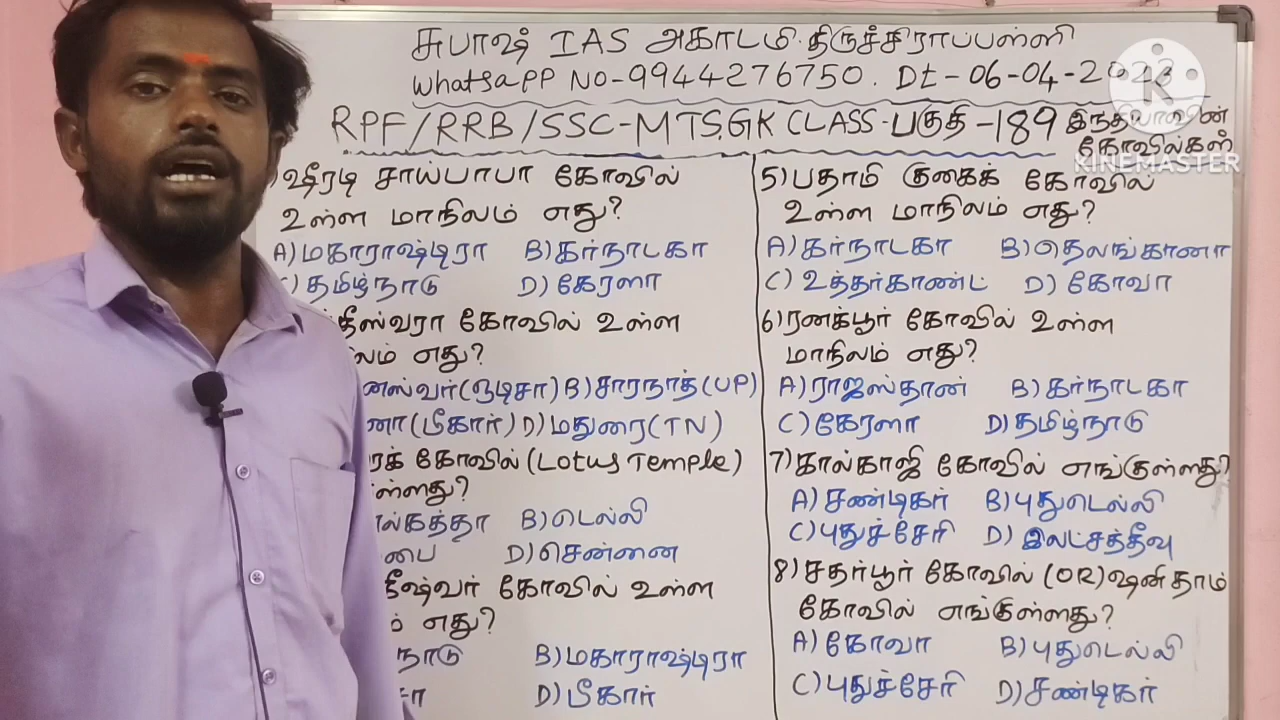 சுபாஷ் IAS அகாடமி திருச்சிராப்பள்ளி
Whatsapp No-9944276750. Dt-06-04-2023
RPF/RRB/SSC-MTS.GK CLASS-பகுதி-189 இந்தியாவின்
கோவில்கள்
KINEMASTER
)ஷீரடி சாய்பாபா கோவில்
உள்ள மாநிலம் எது?
A)மகாராஷ்டிரா B)கர்நாடகா
C)தமிழ்நாடு D)கேரளா
கோவில் உள்ள
எது?
B)சாரநாத்(UP)
(பீகார்) D)மதுரை(TN)
கோவில்(Lotus Temple)
B)டெல்லி
D)சென்னை
கோவில் உள்ள
எது?
B)மகாராஷ்டிரா
D)பீகார்
5)பதாமி குகைக் கோவில்
உள்ள மாநிலம் எது?
A)கர்நாடகா B)தெலங்கானா
C)உத்தர்காண்ட் D)கோவா
6)ரனக்பூர் கோவில் உள்ள
மாநிலம் எது?
A)ராஜஸ்தான் B)கர்நாடகா
C)கேரளா D)தமிழ்நாடு
7)கால்காஜி கோவில் எங்குள்ளது?
A)சண்டிகர் B)புதுடெல்லி
C)புதுச்சேரி D)இலட்சத்தீவு
8)சதர்பூர் கோவில் (OR)ஷனி தாம்
கோவில் எங்குள்ளது?
A)கோவா B)புதுடெல்லி
C)புதுச்சேரி D)சண்டிகர்